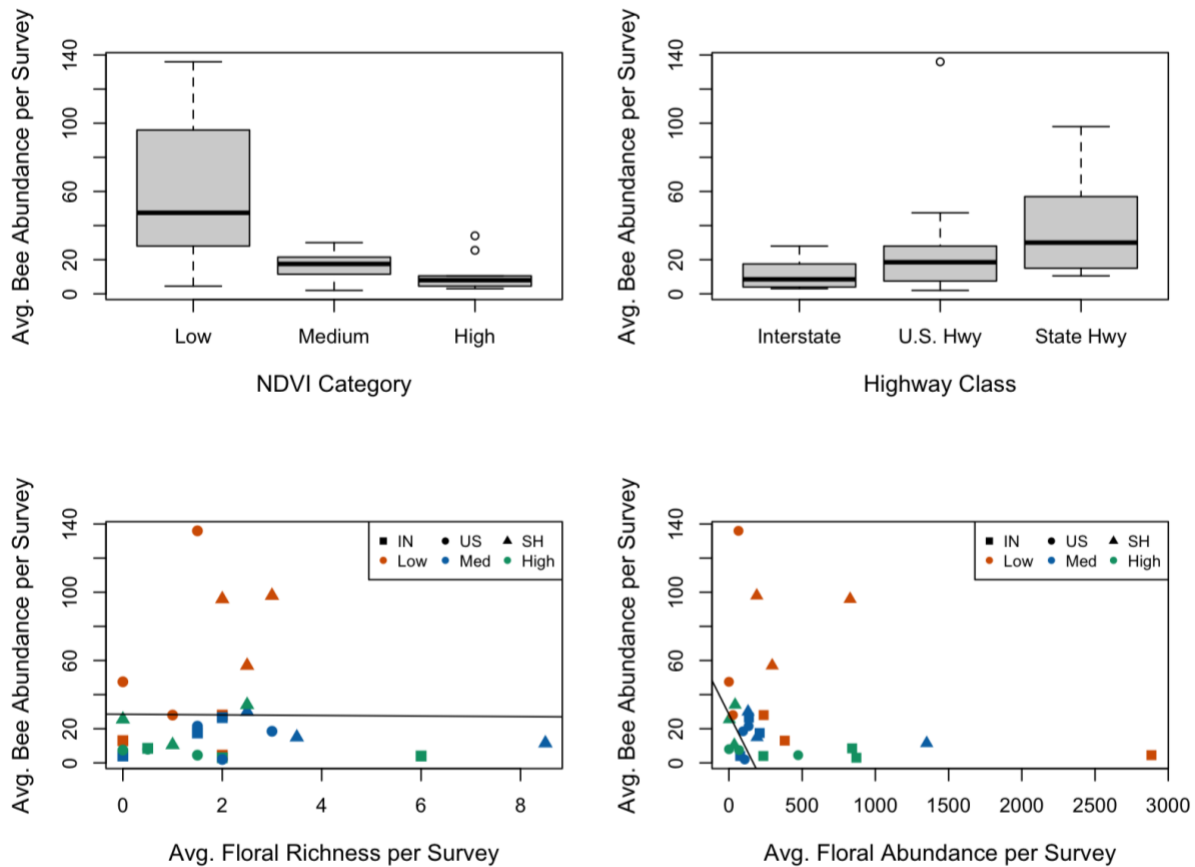 Avg. Bee Abundance per Survey
140
100
60
20
0
Low Medium High
NDVI Category
Avg. Bee Abundance per Survey
140
100
60
20
0
Interstate U.S. Hwy State Hwy
Highway Class
Avg. Bee Abundance per Survey
140
100
60
20
0
IN US SH
Low Med High
0 2 4 6 8
Avg. Floral Richness per Survey
Avg. Bee Abundance per Survey
140
100
60
20
0
IN US SH
Low Med High
0 500 1000 1500 2000 2500 3000
Avg. Floral Abundance per Survey